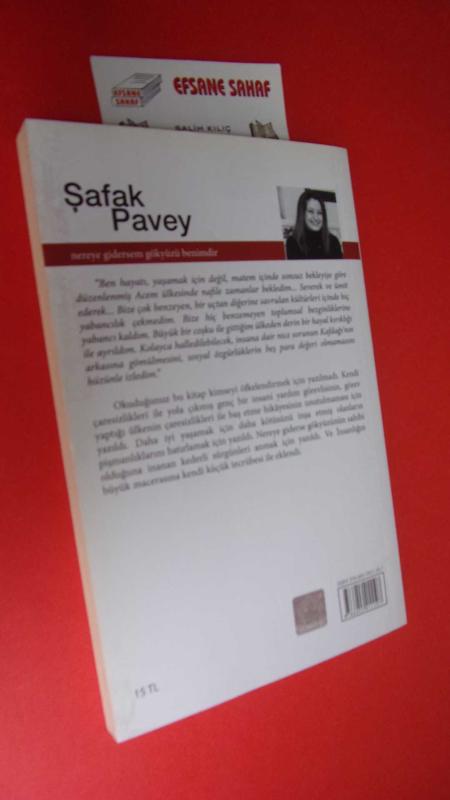 EFSANE SAHAF
EFSANE
SAHAF
SALİH KILIÇ
Şafak
Pavey
nereye gidersem gökyüzü benimdir
"Ben hayatı, yaşamak için değil, matem içinde sonsuz bekleyişe göre
düzenlenmiş Acem ülkesinde nafile zamanlar bekledim... Severek ve ümit
ederek... Bize çok benzeyen, bir uçtan diğerine savrulan kültürleri içinde hiç
yabancılık çekmedim. Bize hiç benzemeyen toplumsal bezginliklerine
yabancı kaldım. Büyük bir coşku ile gittiğim ülkeden derin bir hayal kırıklığı
ile ayrıldım. Kolayca halledilebilecek, insana dair nice sorunun Kafdağı'nın
arkasına gömülmesini, sosyal özgürlüklerin beş para değeri olmamasını
hüzünle izledim."
Okuduğunuz bu kitap kimseyi öfkelendirmek için yazılmadı. Kendi
çaresizlikleri ile yola çıkmış genç bir insani yardım görevlisinin, görev
yaptığı ülkenin çaresizlikleri ile baş etme hikâyesinin unutulmaması için
yazıldı. Daha iyi yaşamak için daha kötüsünü inşa etmiş olanların
pişmanlıklarını hatırlamak için yazıldı. Nereye giderse gökyüzünün sahibi
olduğuna inanan kederli sürgünleri anmak için yazıldı. Ve İnsanlığın
büyük macerasına kendi küçük tecrübesi ile eklendi.
15 TL